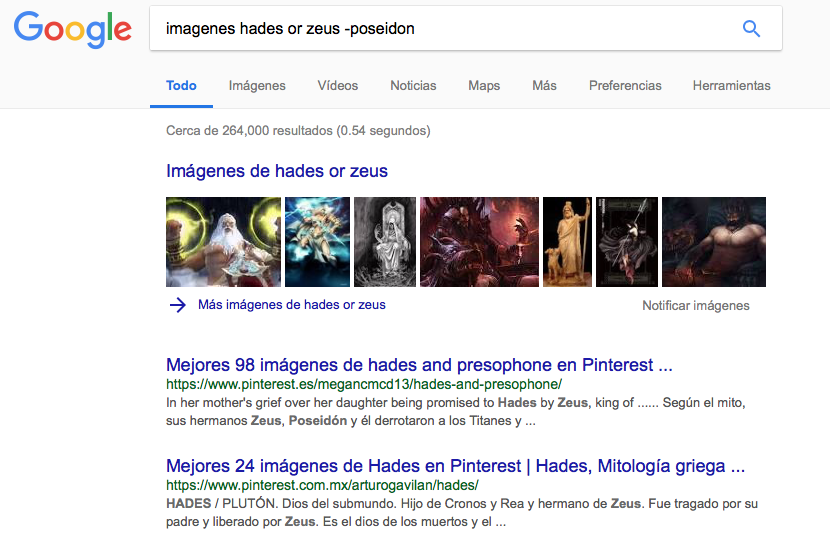 Google
imagenes hades or zeus -poseidon
Todo Imágenes Vídeos Noticias Maps Más Preferencias Herramientas
Cerca de 264,000 resultados (0.54 segundos)
Imágenes de hades or zeus
Más imágenes de hades or zeus
Notificar imágenes
Mejores 98 imágenes de hades and presophone en Pinterest ...
https://www.pinterest.es/megancmcd13/hades-and-presophone/
In her mother's grief over her daughter being promised to Hades by Zeus, king of ...... Según el mito,
sus hermanos Zeus, Poseidón y él derrotaron a los Titanes y ...
Mejores 24 imágenes de Hades en Pinterest | Hades, Mitología griega ...
https://www.pinterest.com.mx/arturogavilan/hades/
HADES / PLUTÓN. Dios del submundo. Hijo de Cronos y Rea y hermano de Zeus. Fue tragado por su
padre y liberado por Zeus. Es el dios de los muertos y el ...